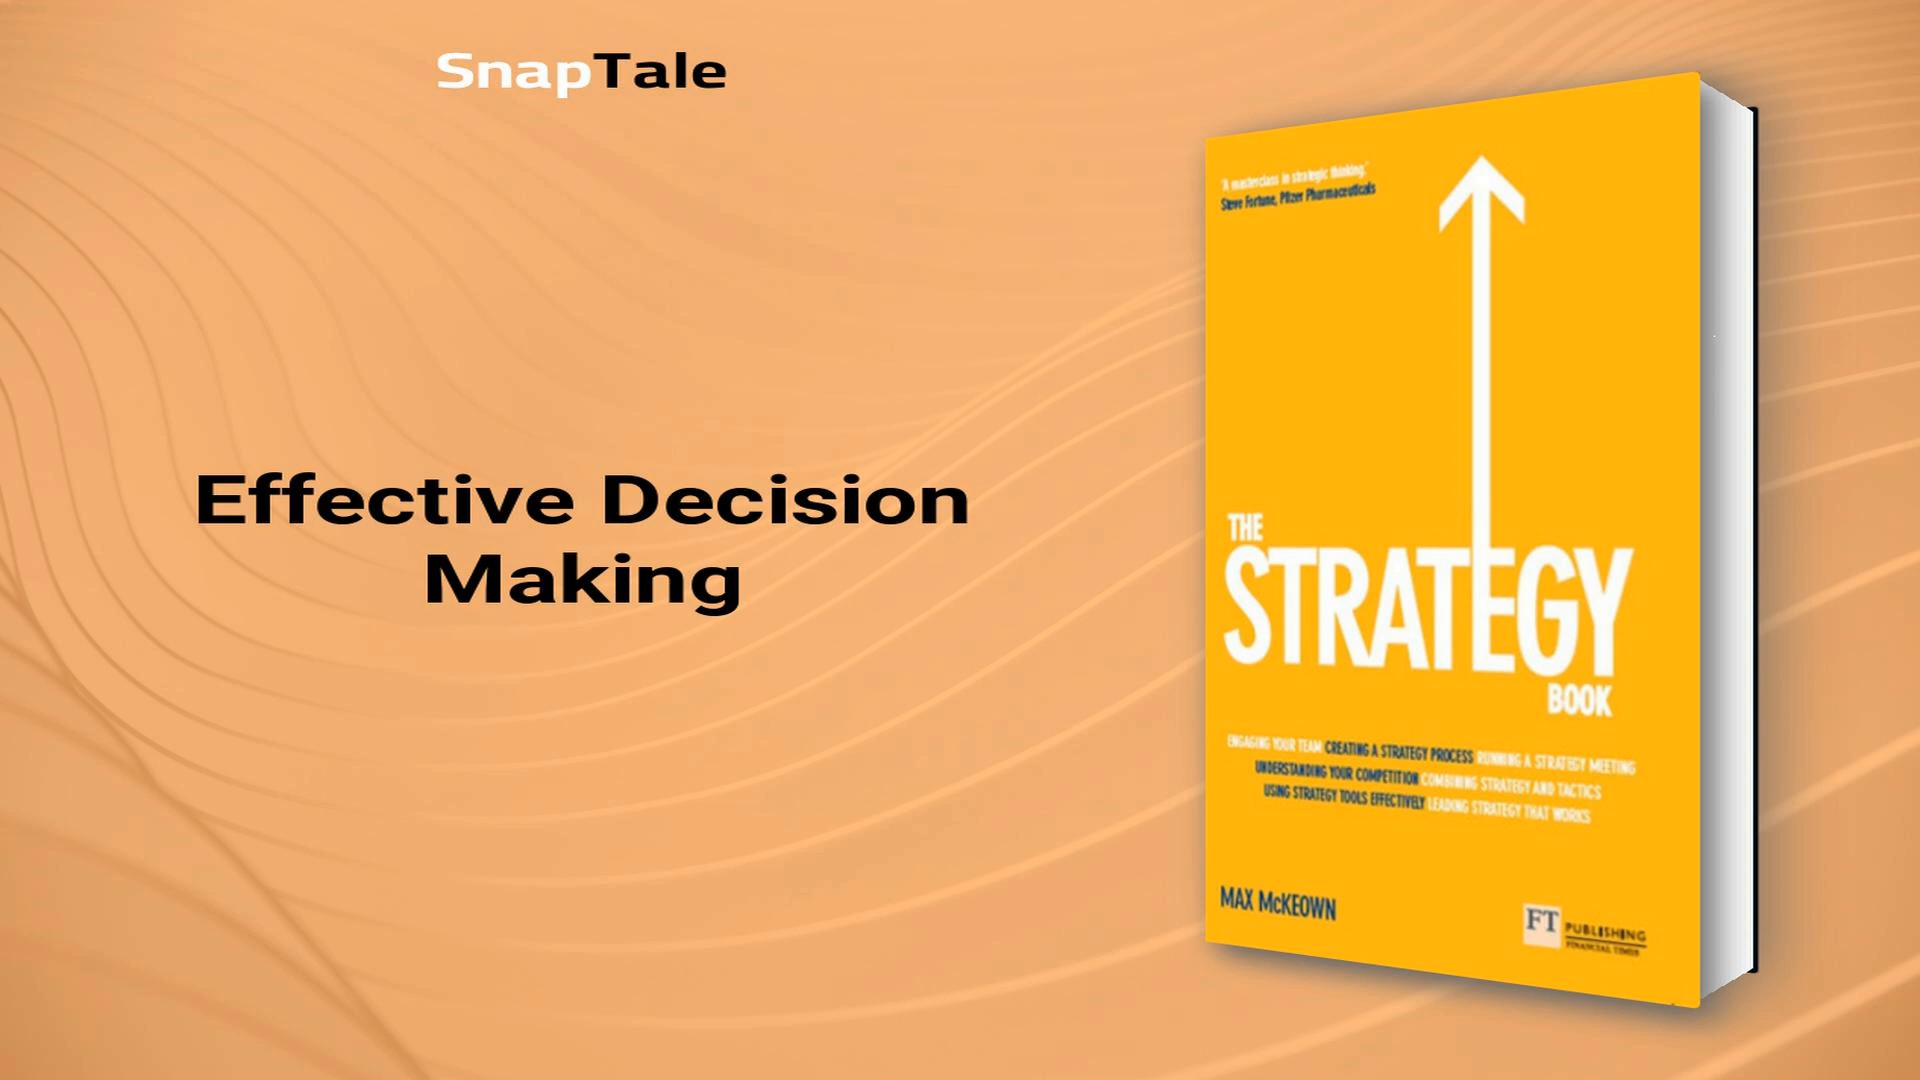 SnapTale
Effective Decision
Making
'A masterclass in strategic thinking.'
Steve Fortune, Pfizer Pharmaceuticals
THE
STRATEGY
BOOK
ENGAGING YOUR TEAM CREATING A STRATEGY PROCESS RUNNING A STRATEGY MEETING
UNDERSTANDING YOUR COMPETITION COMBINING STRATEGY AND TACTICS
USING STRATEGY TOOLS EFFECTIVELY LEADING STRATEGY THAT WORKS
MAX McKEOWN
FT PUBLISHING
FINANCIAL TIMES